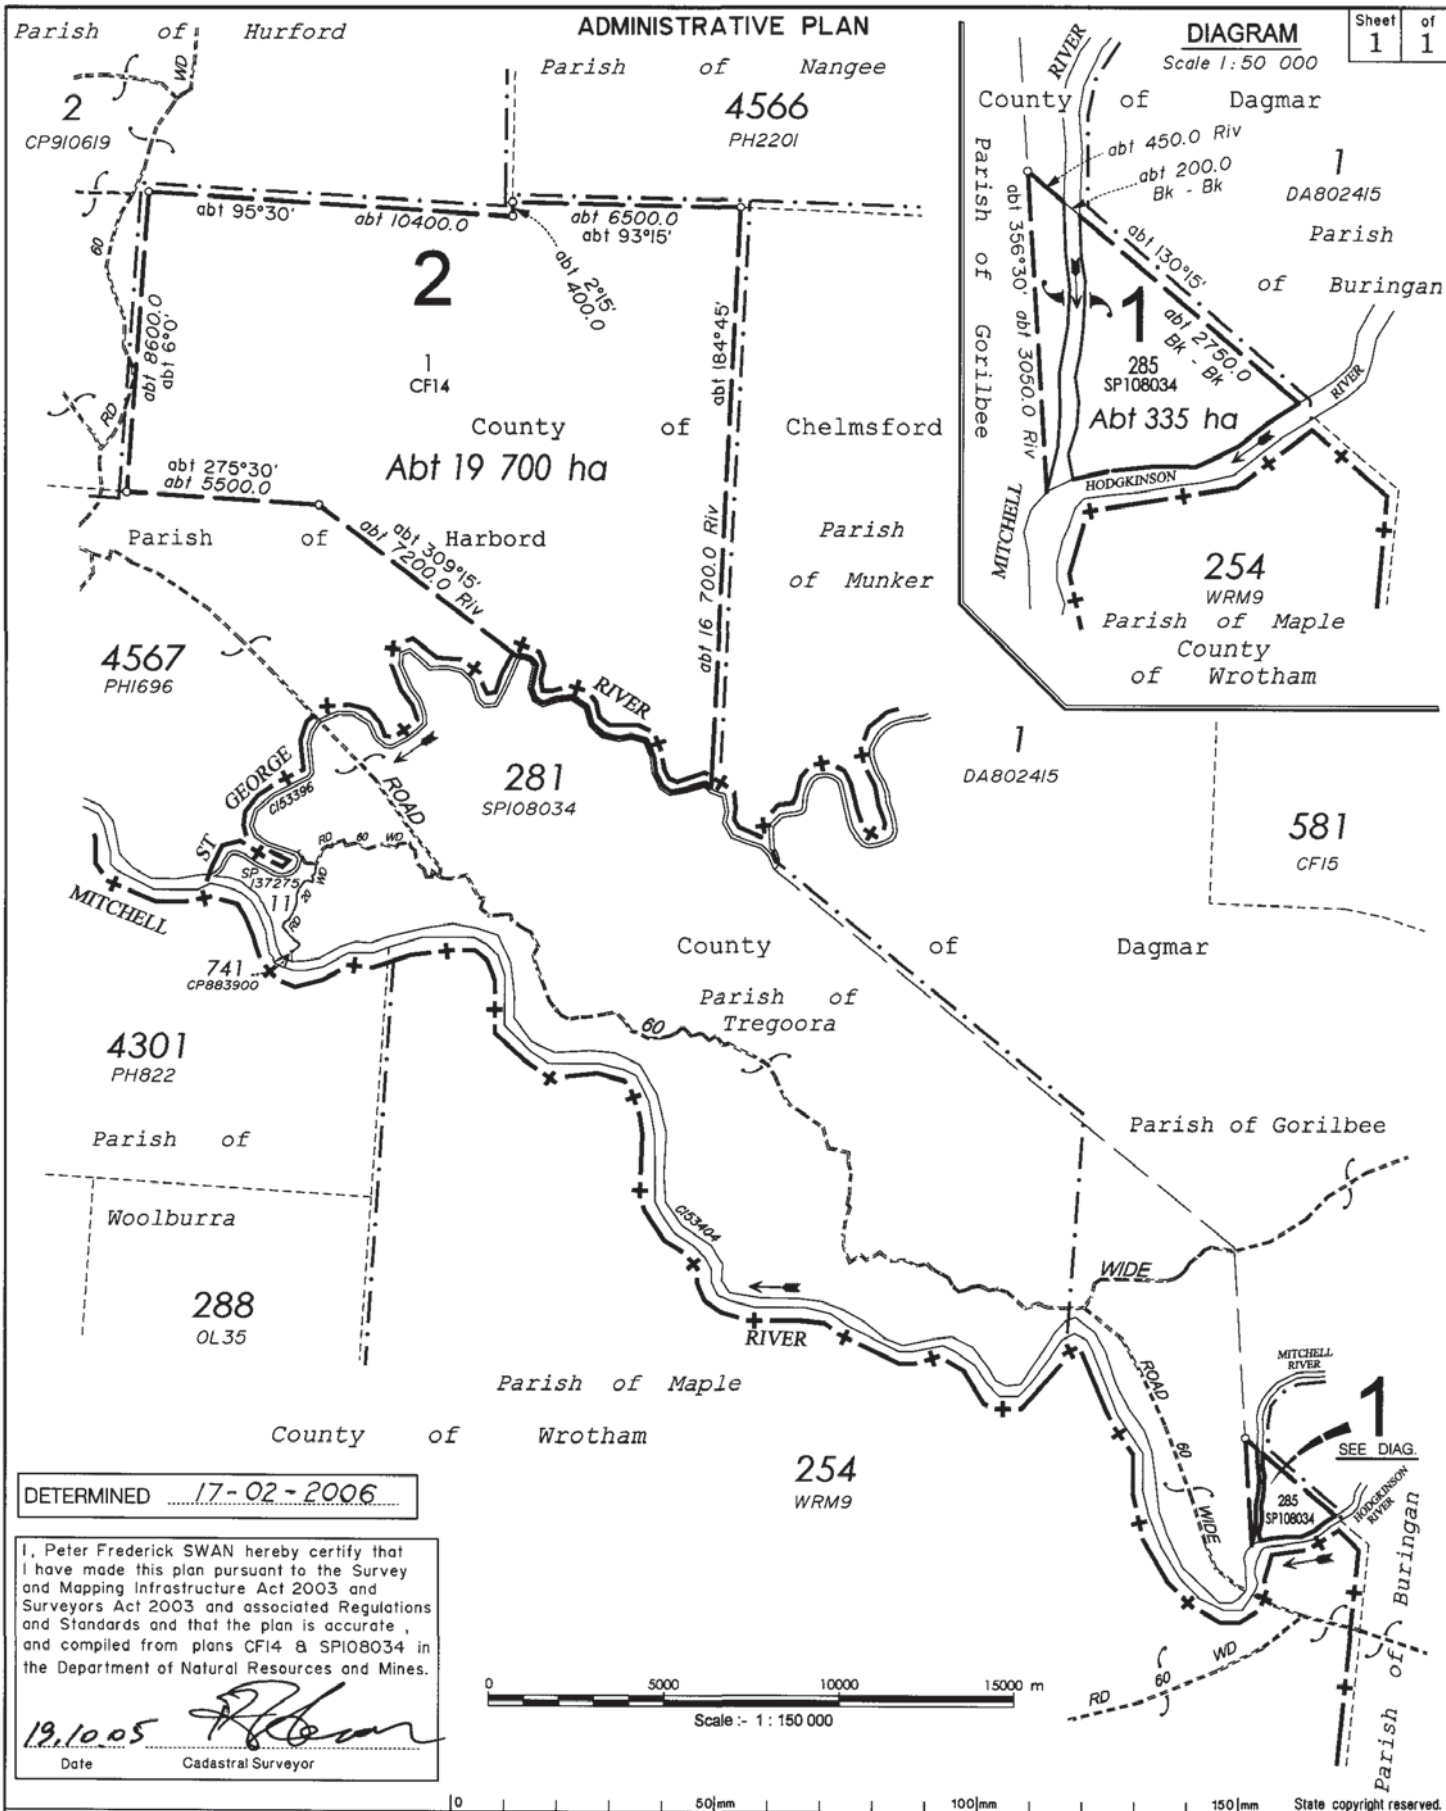 ADMINISTRATIVE PLAN
Sheet 1 of 1
Parish of Hurford
Parish of Nangee
4566
PH2201
2
CP910619
WD
60
RD
abt 95°30'
abt 10400.0
abt 6500.0
abt 93°15'
abt 2°15'
400.0
2
abt 8600.0
abt 6°0'
1
CF14
abt 184°45'
County of Chelmsford
Abt 19 700 ha
abt 275°30'
abt 5500.0
Parish of Harbord
abt 309°15'
abt 7200.0 Riv
abt 16 700.0 Riv
Parish
of Munker
DIAGRAM
Scale 1:50 000
RIVER
County of Dagmar
abt 450.0 Riv
abt 200.0
Bk - Bk
1
DA802415
Parish
of Buringan
Parish of Gorilbee
abt 356°30'
abt 3050.0 Riv
abt 130°15'
abt 2750.0
Bk - Bk
1
285
SP108034
Abt 335 ha
RIVER
HODGKINSON
MITCHELL
254
WRM9
Parish of Maple
County
of Wrotham
4567
PH1696
RIVER
ST GEORGE
C153396
ROAD
281
SP108034
1
DA802415
581
CF15
RD 60 WD
SP
137275
11
RD 20 WD
MITCHELL
741
CP883900
County of Dagmar
Parish of
Tregoora
60
4301
PH822
Parish of
Woolburra
Parish of Gorilbee
C153404
288
OL35
WIDE
RIVER
ROAD
60
WIDE
MITCHELL
RIVER
1
SEE DIAG.
285
SP108034
HODGKINSON
RIVER
Parish of Maple
County of Wrotham
254
WRM9
Parish of Buringan
RD 60 WD
DETERMINED 17-02-2006
I, Peter Frederick SWAN hereby certify that
I have made this plan pursuant to the Survey
and Mapping Infrastructure Act 2003 and
Surveyors Act 2003 and associated Regulations
and Standards and that the plan is accurate ,
and compiled from plans CF14 & SP108034 in
the Department of Natural Resources and Mines.
19.10.05
Date
Cadastral Surveyor
0 5000 10000 15000 m
Scale :- 1 : 150 000
0 50mm 100mm 150mm
State copyright reserved.